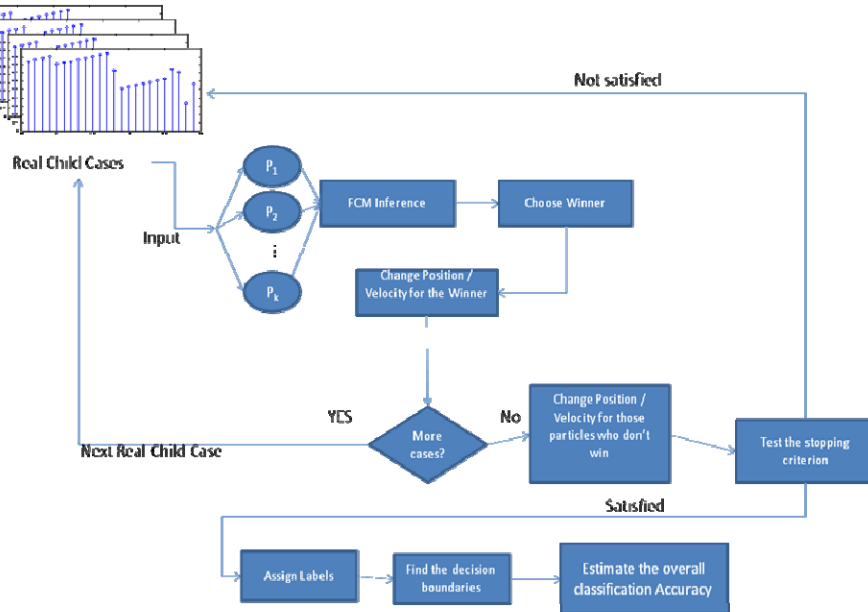 Not satisfied
Real Child Cases
Input
P1
P2
⋮
Pk
FCM Inference
Choose Winner
Change Position /
Velocity for the Winner
YES
More
cases?
No
Change Position /
Velocity for those
particles who don't
win
Test the stopping
criterion
Next Real Child Case
Satisfied
Assign Labels
Find the decision
boundaries
Estimate the overall
classification Accuracy